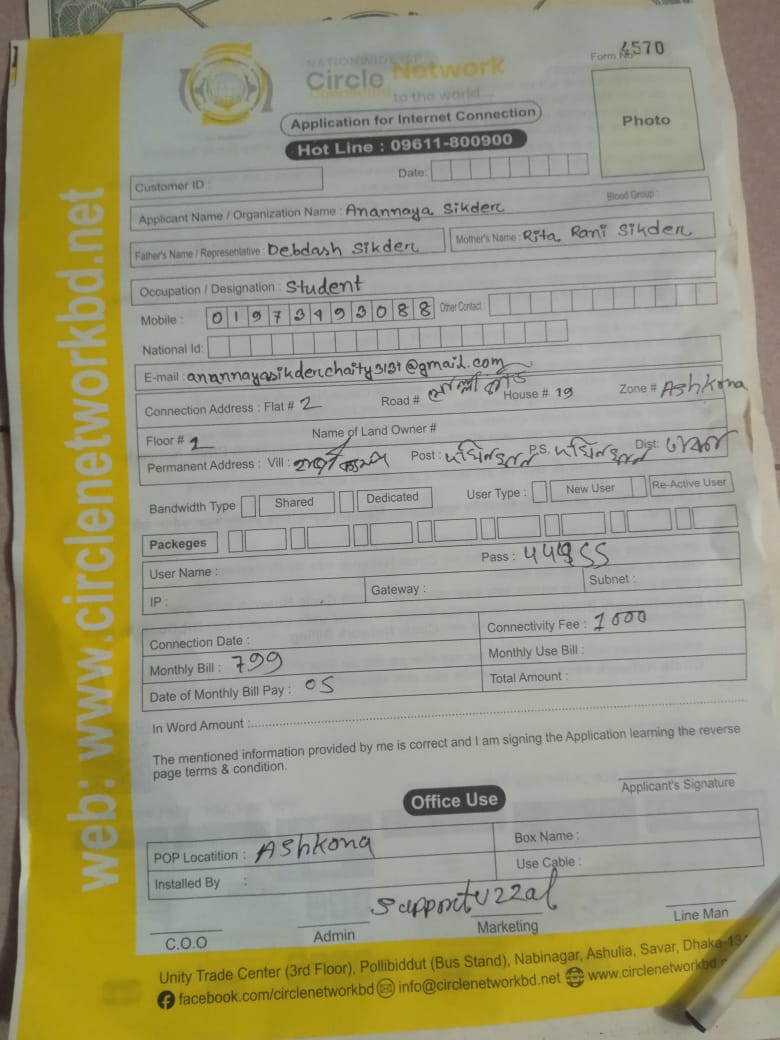 NATIONWIDE ISP
Form No 4570
Circle Network
Connected to the world...
Photo
Application for Internet Connection
Hot Line : 09611-800900
Customer ID :
Date:
Applicant Name / Organization Name : Anannaya Sikder
Blood Group :
Father's Name / Representative : Debdash Sikder
Mother's Name : Rita Rani Sikder
Occupation / Designation : Student
Mobile : 01973493088 Other Contact :
National Id:
E-mail : @gmail.com
Connection Address : Flat # 2 Road # House # 19 Zone # Ashkona
Floor # 1 Name of Land Owner #
Permanent Address : Vill : Post : P.S. Dist:
Bandwidth Type Shared Dedicated User Type : New User Re-Active User
Packeges
User Name : Pass :
IP : Gateway : Subnet :
Connection Date : Connectivity Fee : 1000
Monthly Bill : 799 Monthly Use Bill :
Date of Monthly Bill Pay : 05 Total Amount :
In Word Amount :
The mentioned information provided by me is correct and I am signing the Application learning the reverse
page terms & condition.
Applicant's Signature
Office Use
POP Locatition : Ashkona Box Name :
Installed By : Use Cable :
C.O.O Admin Marketing Line Man
Unity Trade Center (3rd Floor), Pollibiddut (Bus Stand), Nabinagar, Ashulia, Savar, Dhaka-13
facebook.com/circlenetworkbd info@circlenetworkbd.net www.circlenetworkbd.
web: www.circlenetworkbd.net